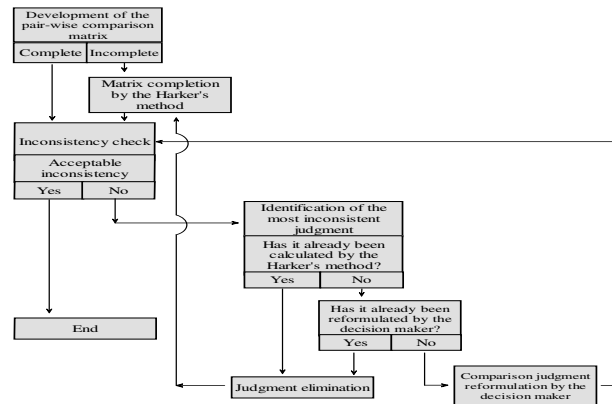 Development of the
pair-wise comparison
matrix
Complete
Incomplete
Matrix completion
by the Harker's
method
Inconsistency check
Acceptable
inconsistency
Yes
No
Identification of the
most inconsistent
judgment
Has it already been
calculated by the
Harker's method?
Yes
No
Has it already been
reformulated by the
decision maker?
Yes
No
End
Judgment elimination
Comparison judgment
reformulation by the
decision maker